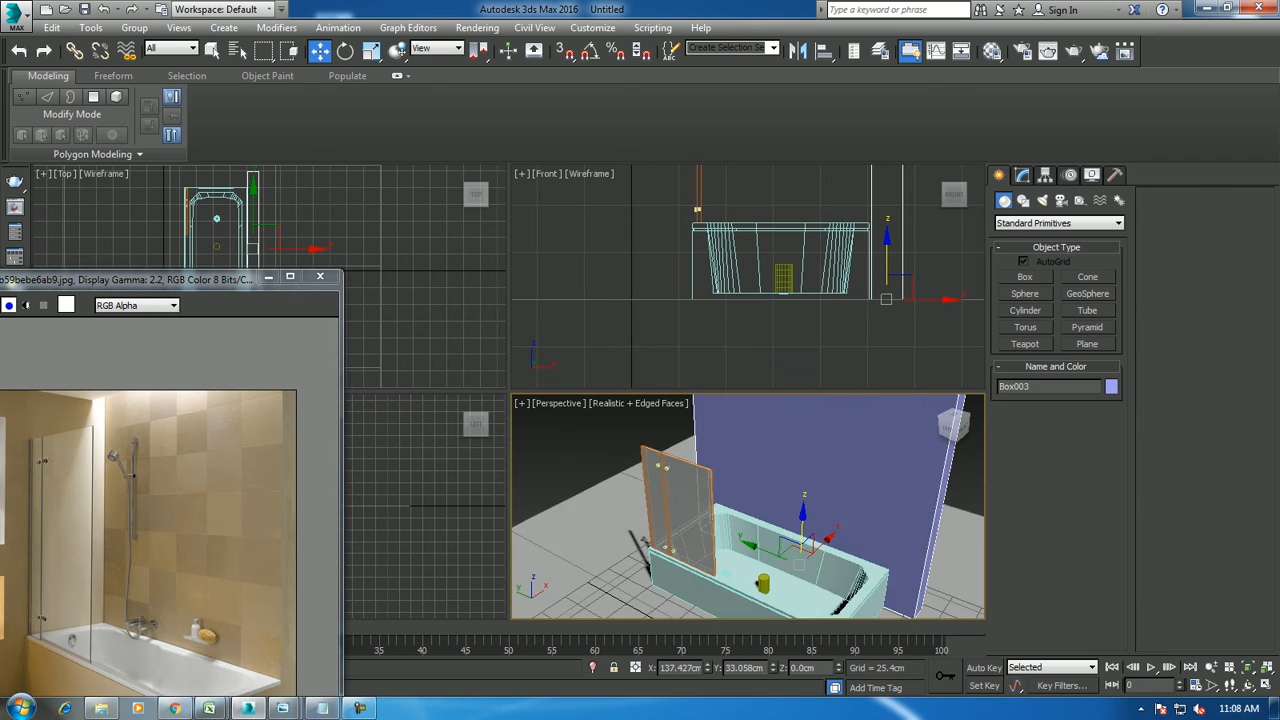 MAX
Workspace: Default
Autodesk 3ds Max 2016 Untitled
Type a keyword or phrase
Sign In
Edit Tools Group Views Create Modifiers Animation Graph Editors Rendering Civil View Customize Scripting Help
All View Create Selection Se
Modeling Freeform Selection Object Paint Populate
Modify Mode
Polygon Modeling
[+] [Top] [Wireframe]
TOP
[+] [Front] [Wireframe]
FRONT
z
x
z
x
Standard Primitives
Object Type
AutoGrid
Box Cone
Sphere GeoSphere
Cylinder Tube
Torus Pyramid
Teapot Plane
Name and Color
Box003
b59bebe6ab9.jpg, Display Gamma: 2.2, RGB Color 8 Bits/C...
RGB Alpha
LEFT
[+] [Perspective] [Realistic + Edged Faces]
z
y
x
z
y
x
35 40 45 50 55 60 65 70 75 80 85 90 95 100
X: 137.427cm Y: 33.058cm Z: 0.0cm Grid = 25.4cm
Add Time Tag
Auto Key Selected
Set Key Key Filters...
0
11:08 AM